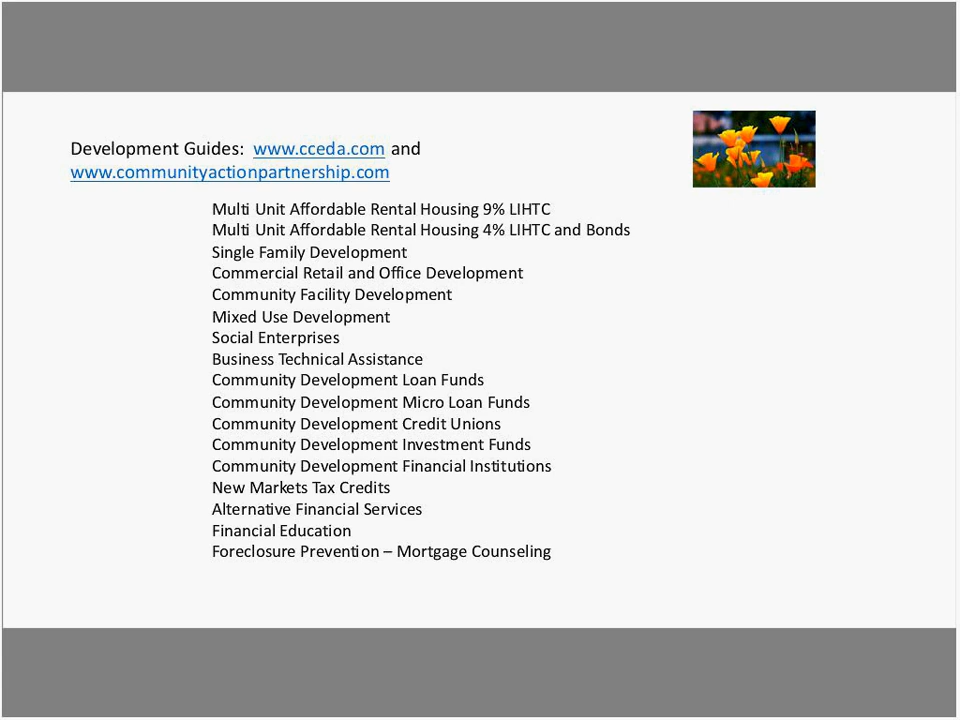 Development Guides: www.cceda.com and
www.communityactionpartnership.com
Multi Unit Affordable Rental Housing 9% LIHTC
Multi Unit Affordable Rental Housing 4% LIHTC and Bonds
Single Family Development
Commercial Retail and Office Development
Community Facility Development
Mixed Use Development
Social Enterprises
Business Technical Assistance
Community Development Loan Funds
Community Development Micro Loan Funds
Community Development Credit Unions
Community Development Investment Funds
Community Development Financial Institutions
New Markets Tax Credits
Alternative Financial Services
Financial Education
Foreclosure Prevention – Mortgage Counseling